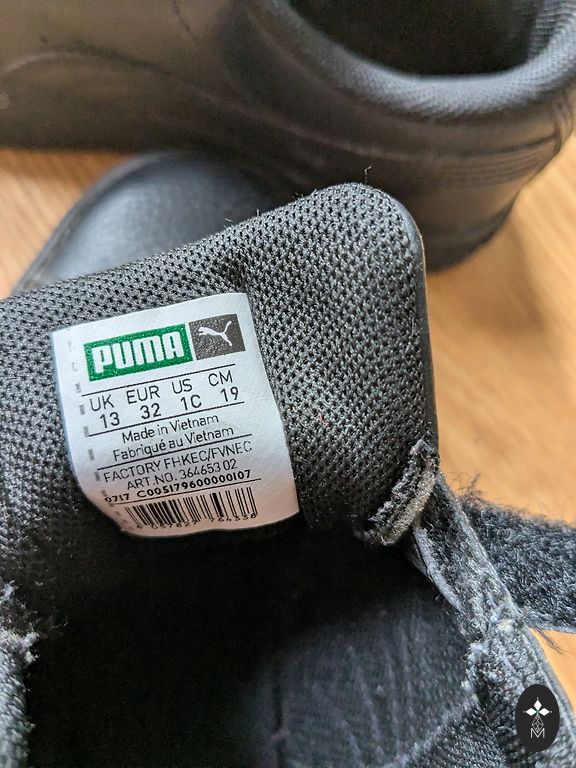 PUMA
UK EUR US CM
13 32 1C 19
Made in Vietnam
Fabriqué au Vietnam
FACTORY FHKEC/FVNEC
ART.NO. 364653 02
0717 C005179600000107